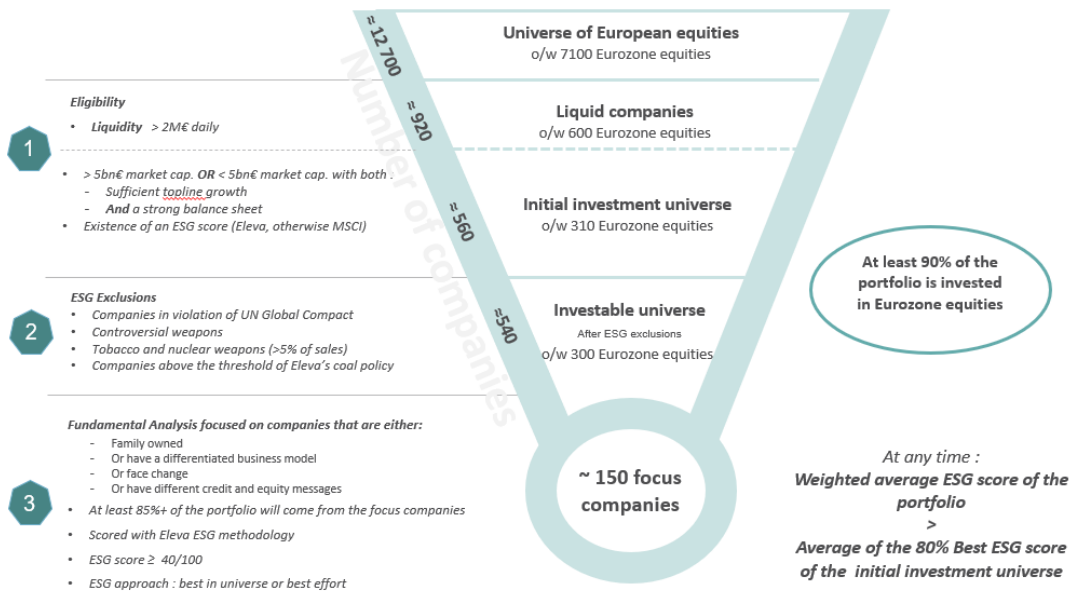 ≈ 12 700
Universe of European equities
o/w 7100 Eurozone equities
Number of companies
Eligibility
• Liquidity > 2M€ daily
1
≈ 920
Liquid companies
o/w 600 Eurozone equities
• > 5bn€ market cap. OR < 5bn€ market cap. with both :
- Sufficient topline growth
- And a strong balance sheet
• Existence of an ESG score (Eleva, otherwise MSCI)
≈ 560
Initial investment universe
o/w 310 Eurozone equities
At least 90% of the
portfolio is invested
in Eurozone equities
ESG Exclusions
• Companies in violation of UN Global Compact
• Controversial weapons
• Tobacco and nuclear weapons (>5% of sales)
• Companies above the threshold of Eleva's coal policy
2
≈540
Investable universe
After ESG exclusions
o/w 300 Eurozone equities
Fundamental Analysis focused on companies that are either:
- Family owned
- Or have a differentiated business model
- Or face change
- Or have different credit and equity messages
• At least 85%+ of the portfolio will come from the focus companies
• Scored with Eleva ESG methodology
• ESG score ≥ 40/100
• ESG approach : best in universe or best effort
3
~ 150 focus
companies
At any time :
Weighted average ESG score of the
portfolio
>
Average of the 80% Best ESG score
of the initial investment universe